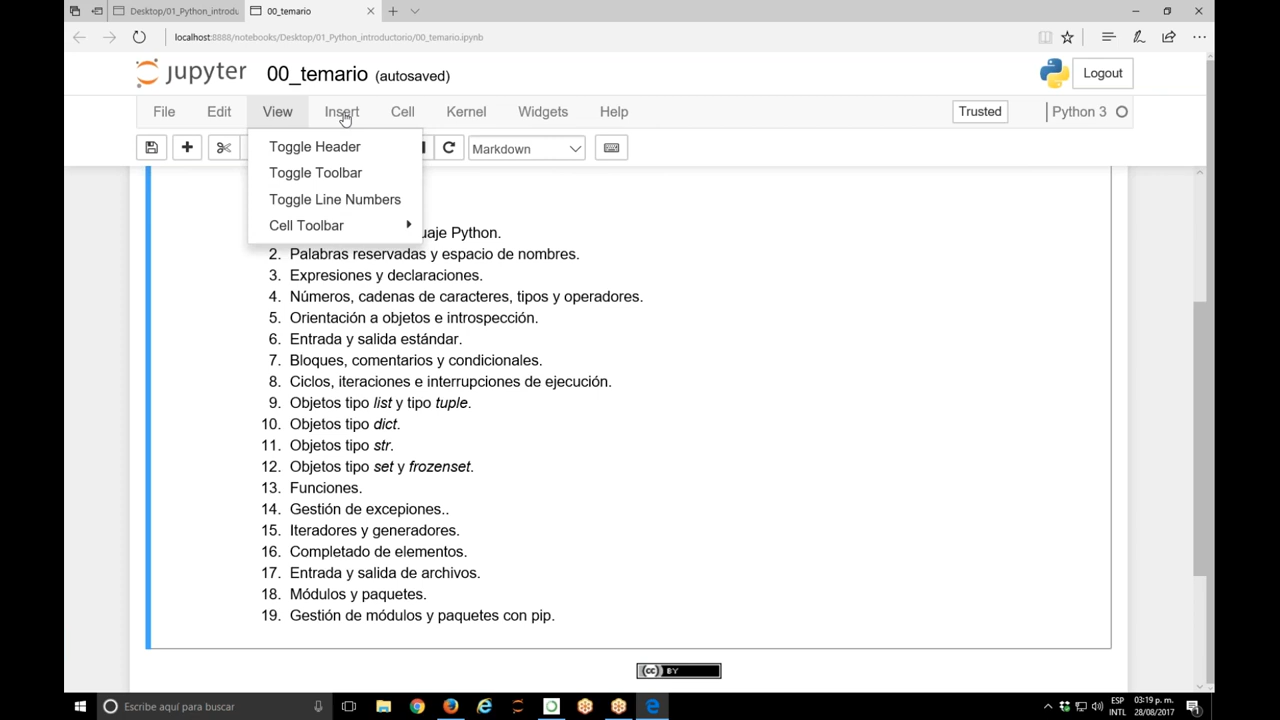 Desktop/01_Python_introdu
00_temario
localhost:8888/notebooks/Desktop/01_Python_introductorio/00_temario.ipynb
jupyter 00_temario (autosaved)
Logout
File Edit View Insert Cell Kernel Widgets Help
Trusted
Python 3
Markdown
Toggle Header
Toggle Toolbar
Toggle Line Numbers
Cell Toolbar
uaje Python.
2. Palabras reservadas y espacio de nombres.
3. Expresiones y declaraciones.
4. Números, cadenas de caracteres, tipos y operadores.
5. Orientación a objetos e introspección.
6. Entrada y salida estándar.
7. Bloques, comentarios y condicionales.
8. Ciclos, iteraciones e interrupciones de ejecución.
9. Objetos tipo list y tipo tuple.
10. Objetos tipo dict.
11. Objetos tipo str.
12. Objetos tipo set y frozenset.
13. Funciones.
14. Gestión de excepiones..
15. Iteradores y generadores.
16. Completado de elementos.
17. Entrada y salida de archivos.
18. Módulos y paquetes.
19. Gestión de módulos y paquetes con pip.
cc BY
Escribe aquí para buscar
ESP 03:19 p. m.
INTL 28/08/2017
1